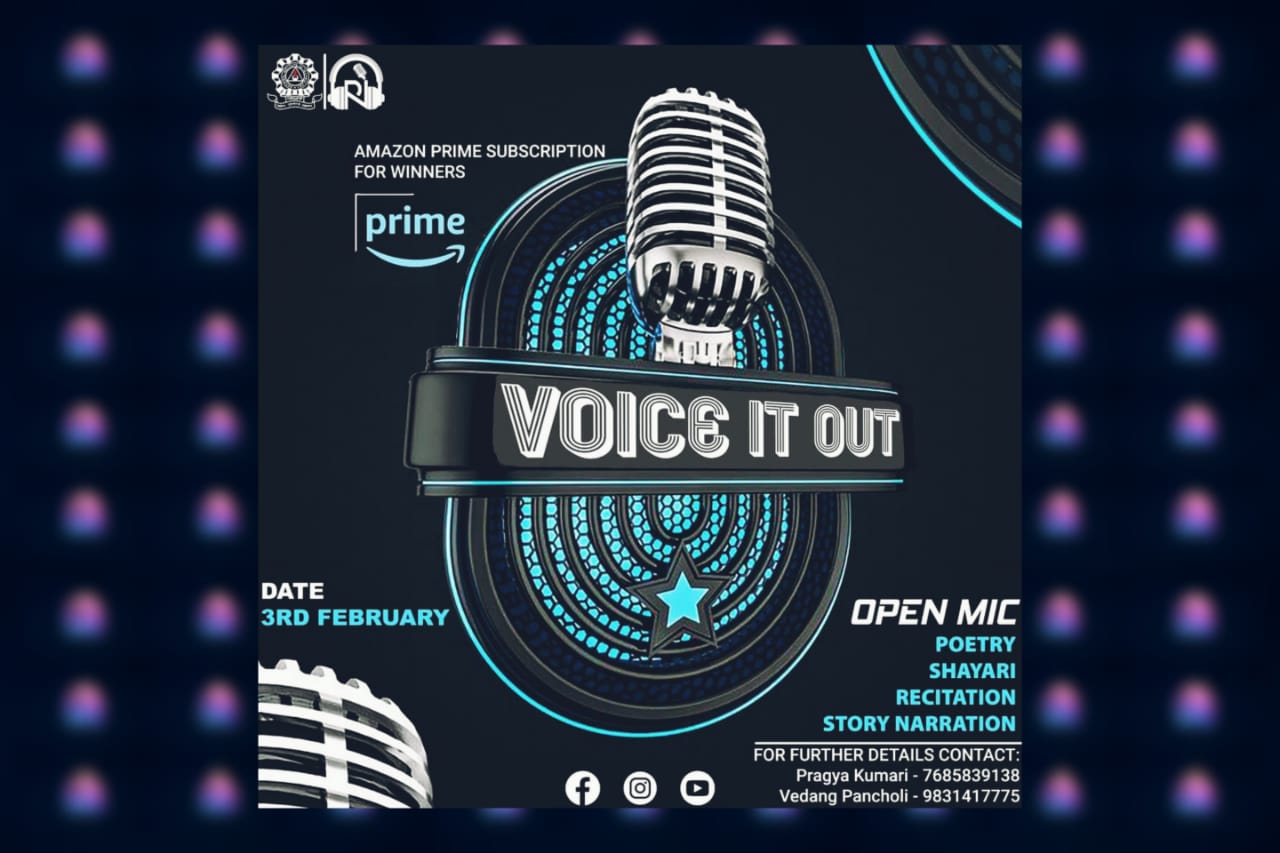 AMAZON PRIME SUBSCRIPTION
FOR WINNERS
prime
VOICE IT OUT
DATE
3RD FEBRUARY
OPEN MIC
POETRY
SHAYARI
RECITATION
STORY NARRATION
FOR FURTHER DETAILS CONTACT:
Pragya Kumari - 7685839138
Vedang Pancholi - 9831417775